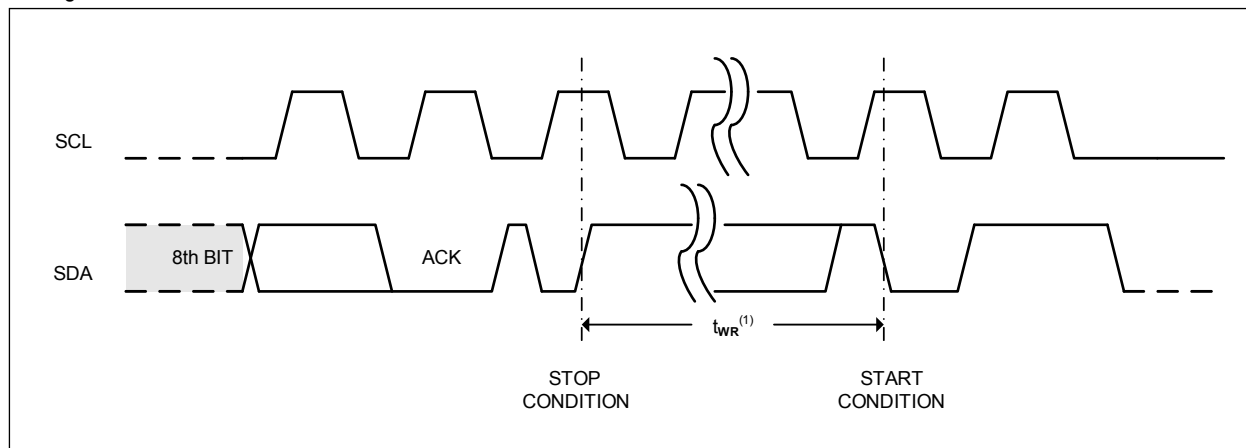 SCL
8th BIT
ACK
SDA
tWR(1)
STOP
CONDITION
START
CONDITION